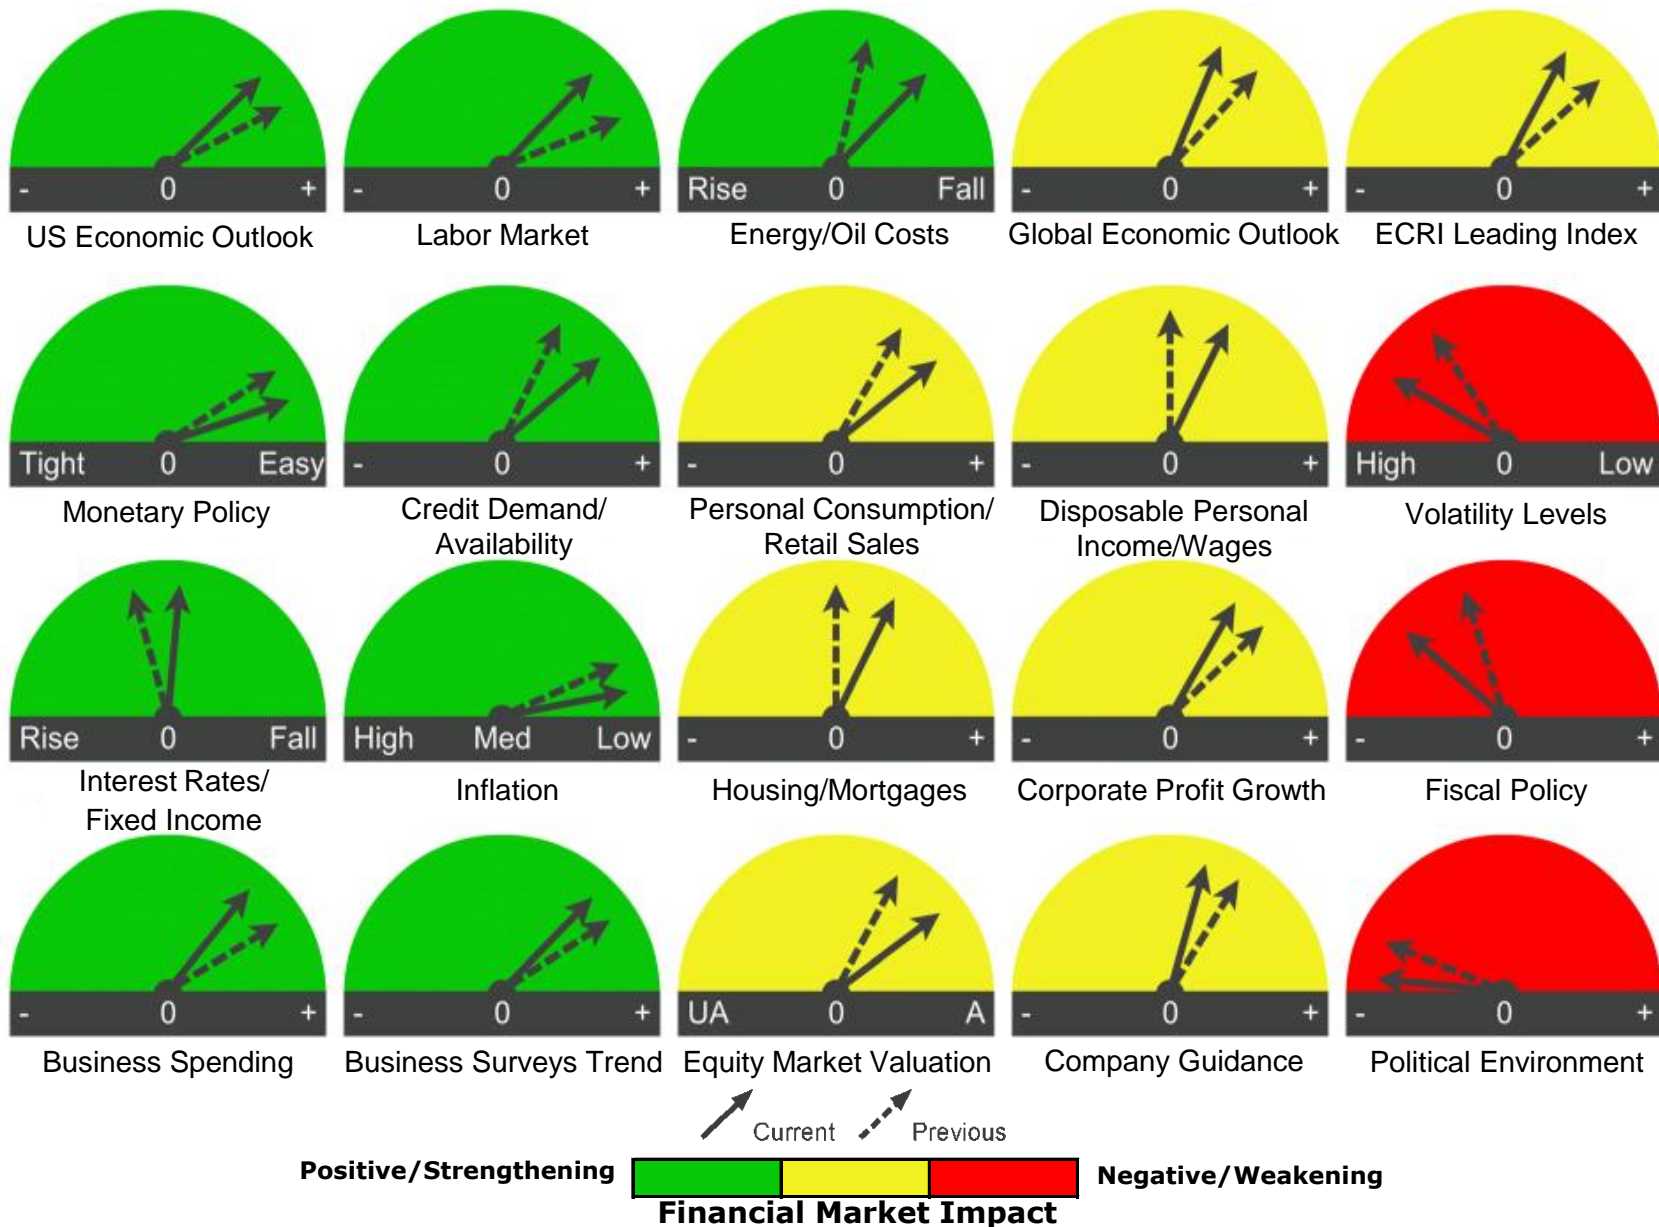 - 0 +
- 0 +
Rise 0 Fall
- 0 +
- 0 +
US Economic Outlook
Labor Market
Energy/Oil Costs
Global Economic Outlook
ECRI Leading Index
Tight 0 Easy
- 0 +
- 0 +
- 0 +
High 0 Low
Monetary Policy
Credit Demand/
Availability
Personal Consumption/
Retail Sales
Disposable Personal
Income/Wages
Volatility Levels
Rise 0 Fall
High Med Low
- 0 +
- 0 +
- 0 +
Interest Rates/
Fixed Income
Inflation
Housing/Mortgages
Corporate Profit Growth
Fiscal Policy
- 0 +
- 0 +
UA 0 A
- 0 +
- 0 +
Business Spending
Business Surveys Trend
Equity Market Valuation
Company Guidance
Political Environment
Current Previous
Positive/Strengthening Negative/Weakening
Financial Market Impact